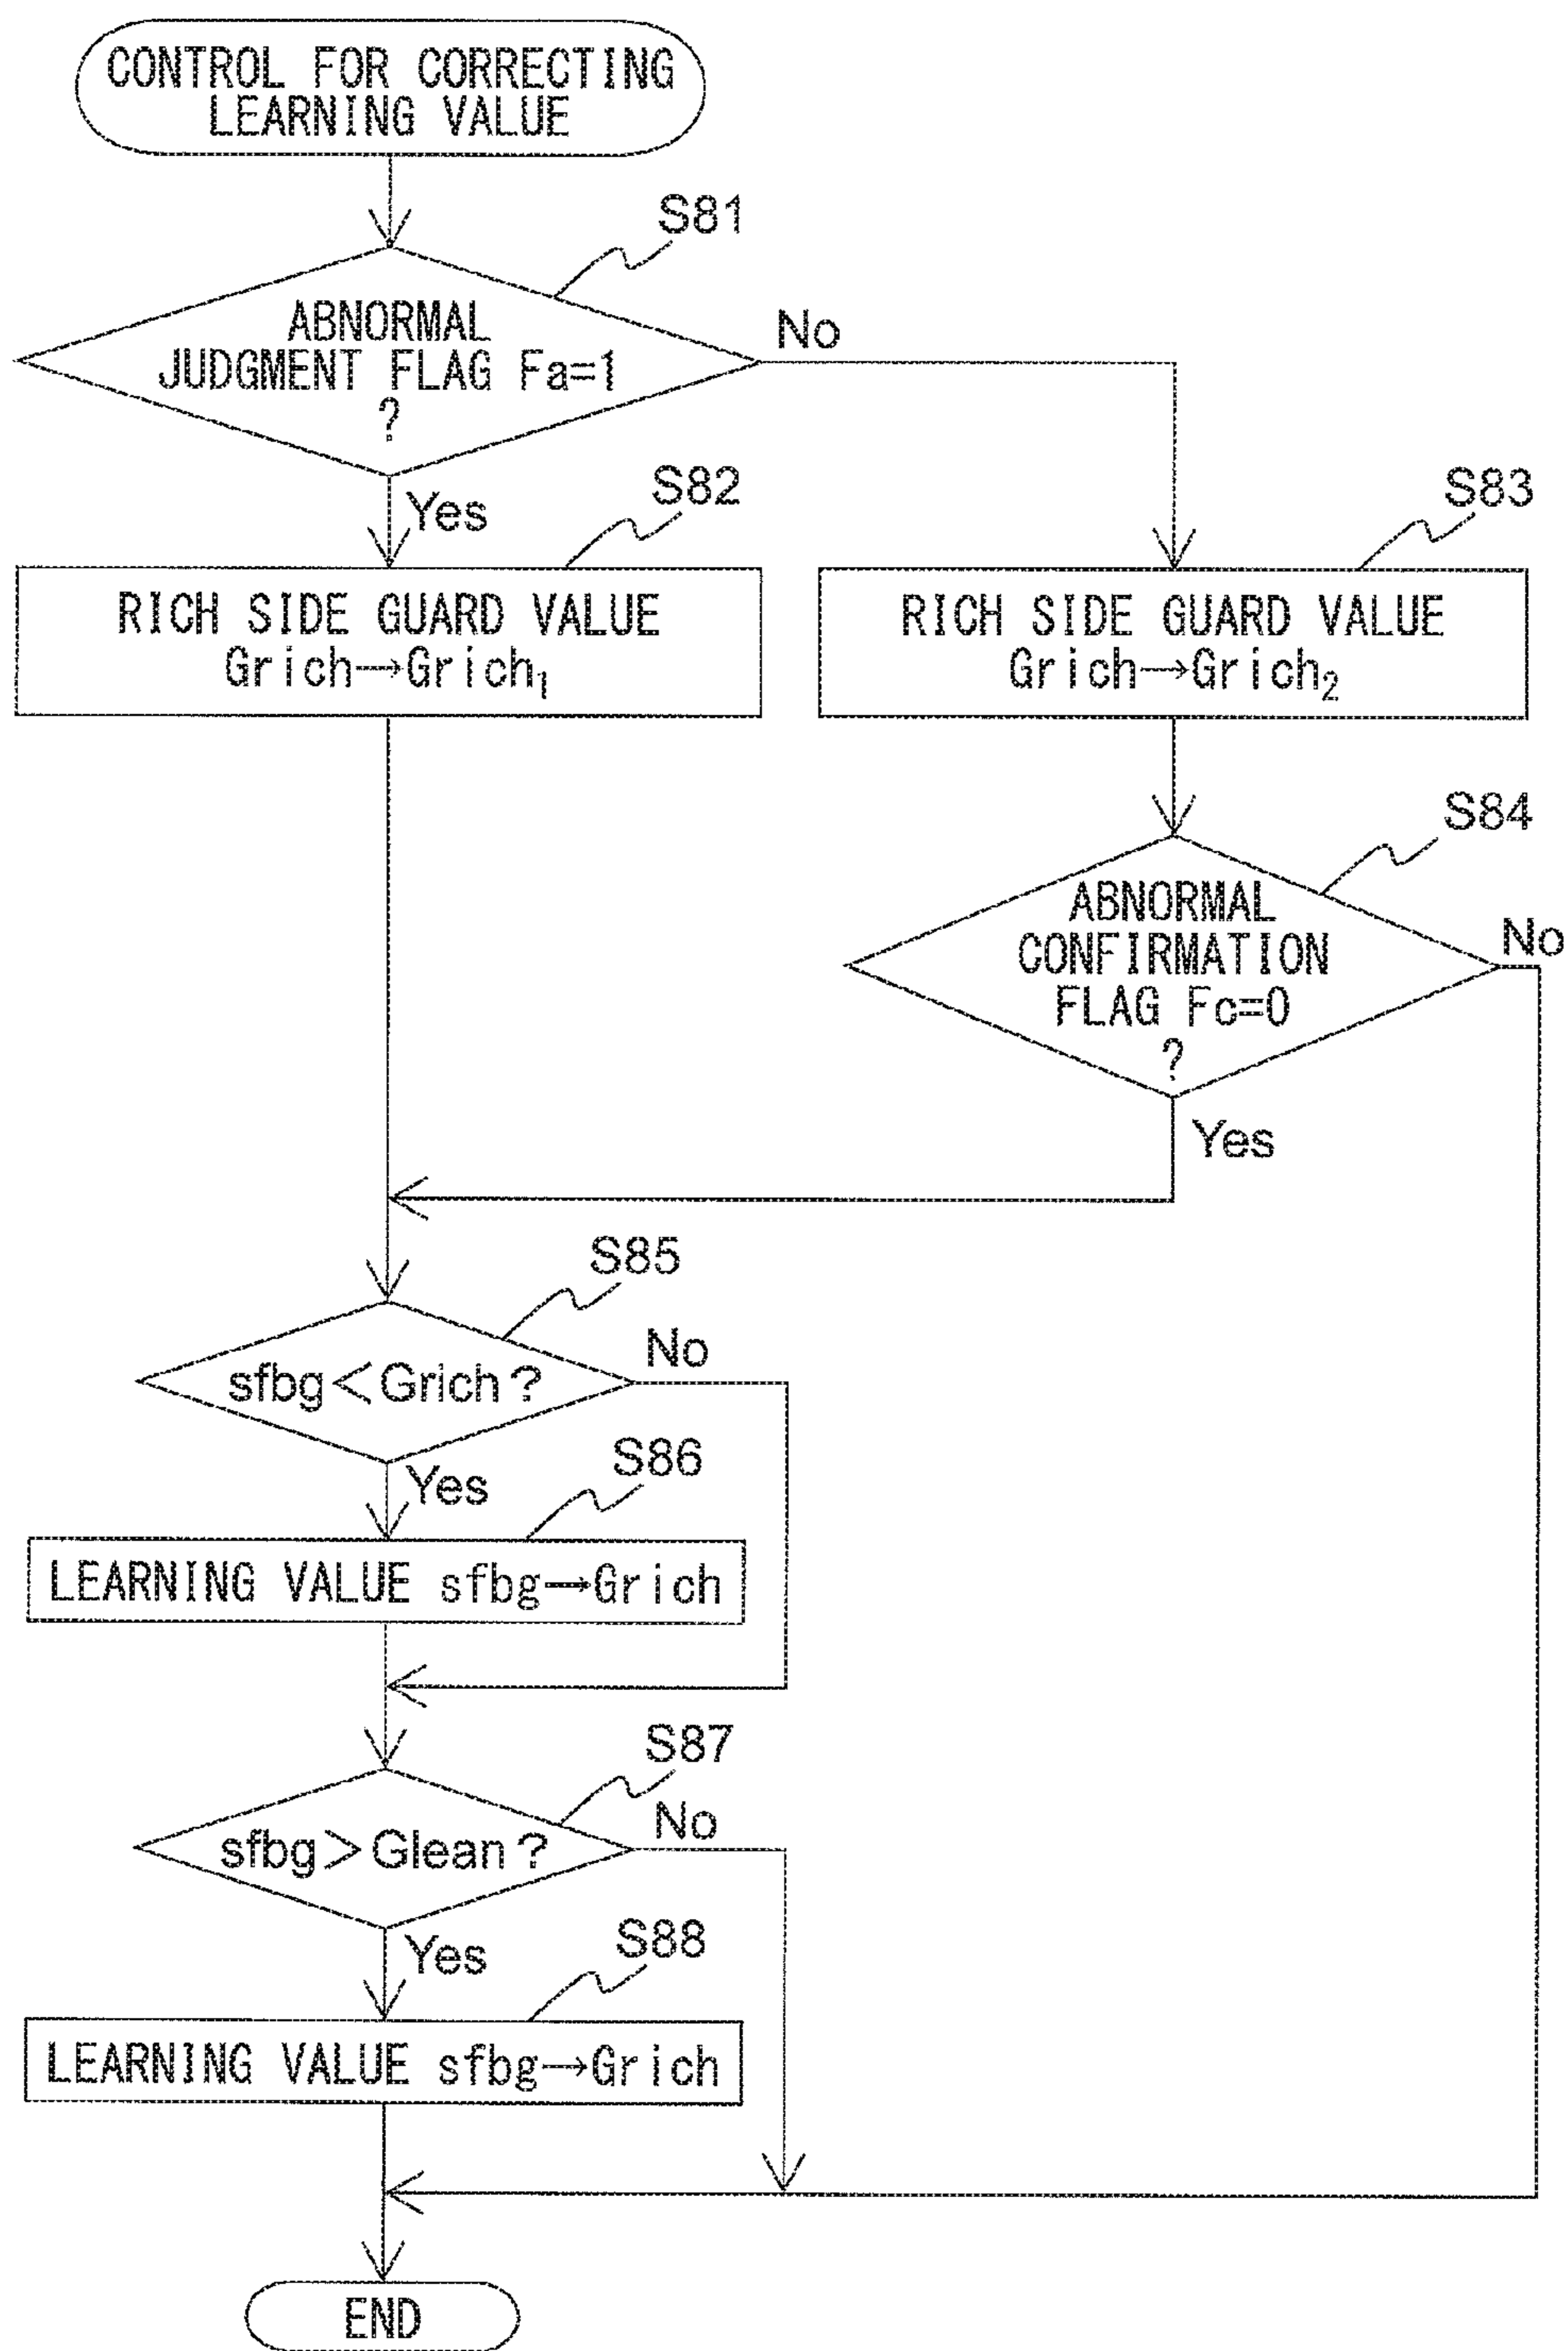 CONTROL FOR CORRECTING
LEARNING VALUE
S81
ABNORMAL
JUDGMENT FLAG Fa=1
?
No
Yes
S82
RICH SIDE GUARD VALUE
Grich→Grich₁
S83
RICH SIDE GUARD VALUE
Grich→Grich₂
S84
ABNORMAL
CONFIRMATION
FLAG Fc=0
?
No
Yes
S85
sfbg<Grich?
No
Yes
S86
LEARNING VALUE sfbg→Grich
S87
sfbg>Glean?
No
Yes
S88
LEARNING VALUE sfbg→Grich
END